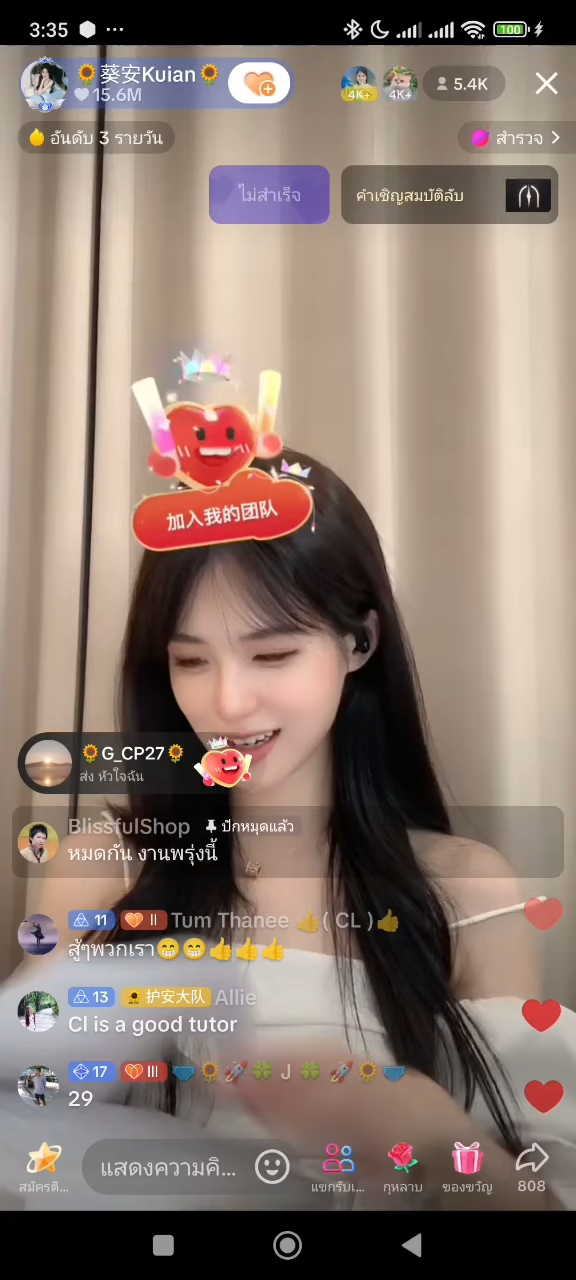 3:35
100
🌻葵安Kuian🌻
15.6M
4K+
4K+
5.4K
อันดับ 3 รายวัน
สำรวจ
ไม่สำเร็จ
คำเชิญสมบัติลับ
加入我的团队
🌻G_CP27🌻
ส่ง หัวใจฉัน
BlissfulShop ปักหมุดแล้ว
หมดกัน งานพรุ่งนี้
11 II Tum Thanee 👍( CL )👍
สู้ๆพวกเรา😁😁👍👍👍
13 护安大队 Allie
Cl is a good tutor
17 III 🩲🌻🚀🍀 J 🍀🚀🌻🩲
29
แสดงความคิ...
สมัครติ...
แขกรับเ...
กุหลาบ
ของขวัญ
808